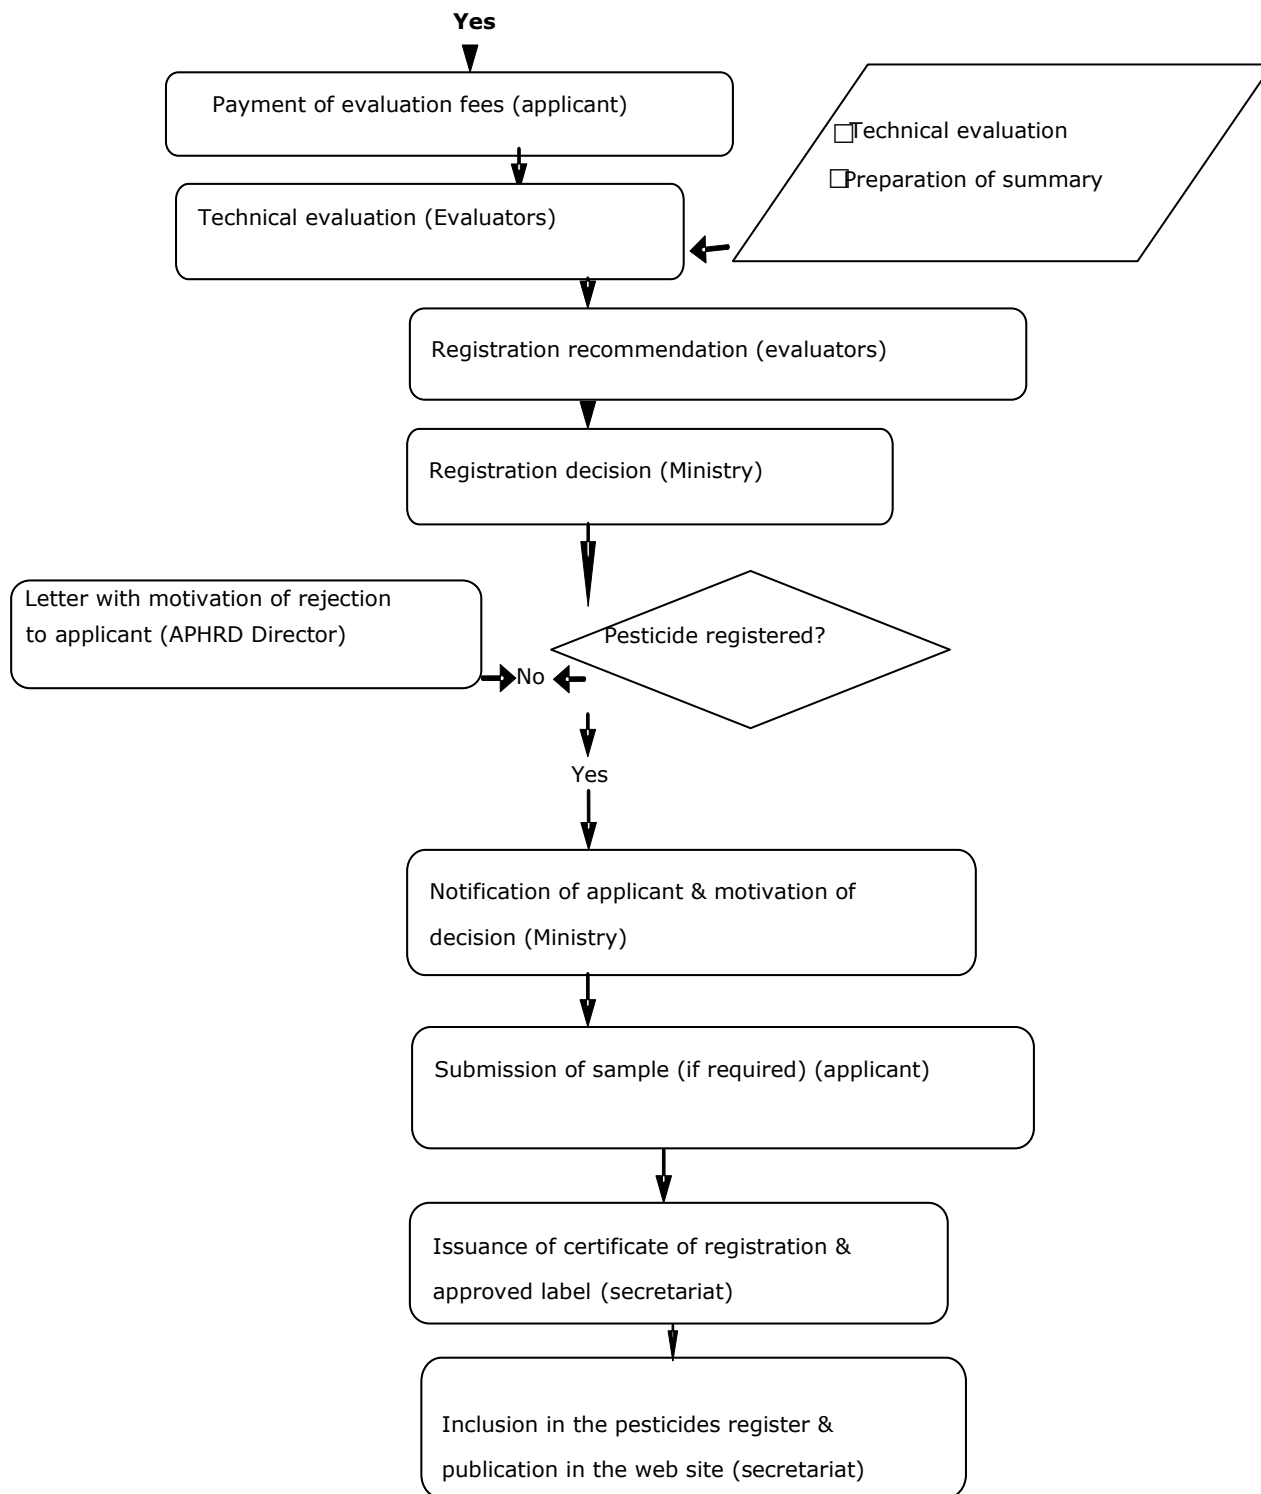 Yes
Payment of evaluation fees (applicant)
Technical evaluation
Preparation of summary
Technical evaluation (Evaluators)
Registration recommendation (evaluators)
Registration decision (Ministry)
Letter with motivation of rejection
to applicant (APHRD Director)
Pesticide registered?
No
Yes
Notification of applicant & motivation of
decision (Ministry)
Submission of sample (if required) (applicant)
Issuance of certificate of registration &
approved label (secretariat)
Inclusion in the pesticides register &
publication in the web site (secretariat)